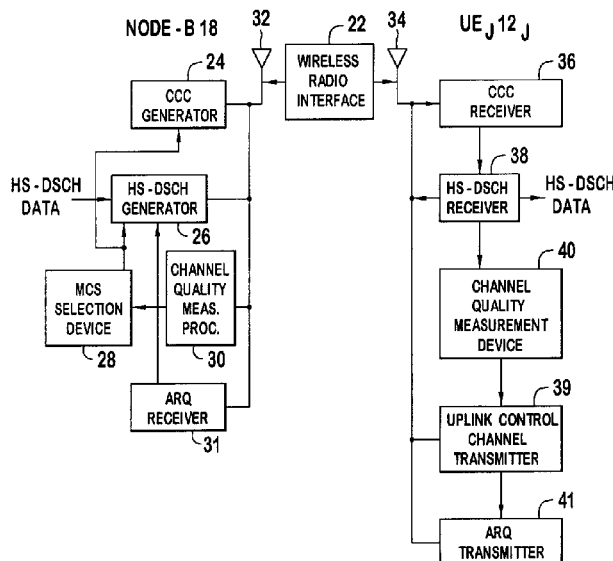 NODE-B 18
32
22
34
UE J 12 J
24
CCC
GENERATOR
WIRELESS
RADIO
INTERFACE
36
CCC
RECEIVER
HS-DSCH
DATA
HS-DSCH
GENERATOR
26
38
HS-DSCH
RECEIVER
HS-DSCH
DATA
MCS
SELECTION
DEVICE
28
CHANNEL
QUALITY
MEAS.
PROC.
30
40
CHANNEL
QUALITY
MEASUREMENT
DEVICE
ARQ
RECEIVER
31
39
UPLINK CONTROL
CHANNEL
TRANSMITTER
41
ARQ
TRANSMITTER